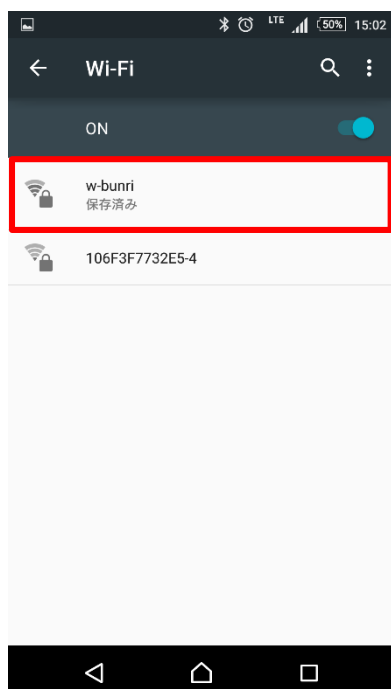 LTE 50% 15:02
Wi-Fi
ON
w-bunri
保存済み
106F3F7732E5-4